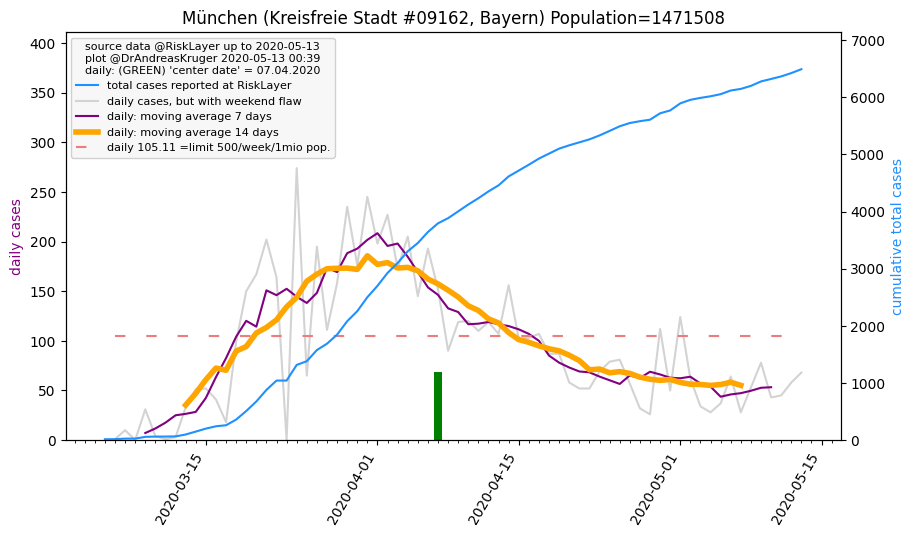 München (Kreisfreie Stadt #09162, Bayern) Population=1471508
source data @RiskLayer up to 2020-05-13
plot @DrAndreasKruger 2020-05-13 00:39
daily: (GREEN) 'center date' = 07.04.2020
total cases reported at RiskLayer
daily cases, but with weekend flaw
daily: moving average 7 days
daily: moving average 14 days
daily 105.11 =limit 500/week/1mio pop.
daily cases
400
350
300
250
200
150
100
50
0
7000
6000
5000
4000
3000
2000
1000
0
cumulative total cases
2020-03-15
2020-04-01
2020-04-15
2020-05-01
2020-05-15